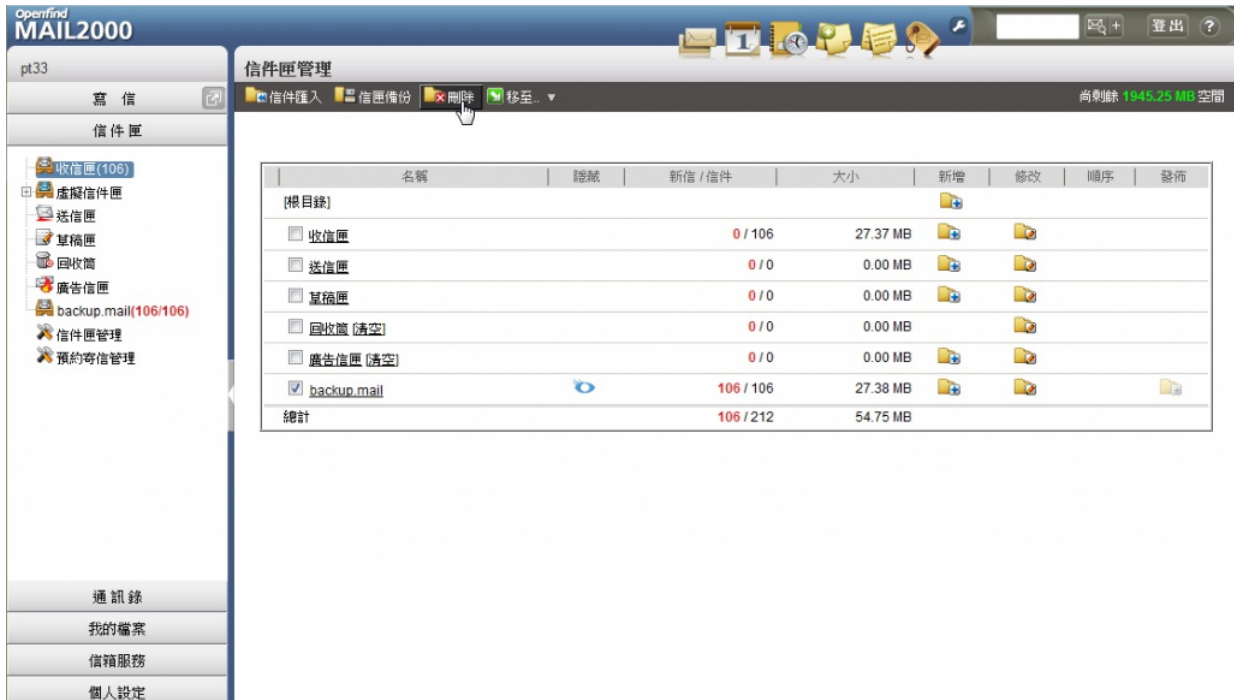 Openfind
MAIL2000
1
登出 ?
pt33
信件匣管理
寫 信
信件匯入 信匣備份 刪除 移至.. ▼ 尚剩餘 1945.25 MB 空間
信件匣
收信匣(106)
虛擬信件匣
送信匣
草稿匣
回收筒
廣告信匣
backup.mail(106/106)
信件匣管理
預約寄信管理
名稱 隱藏 新信 / 信件 大小 新增 修改 順序 發佈
[根目錄]
收信匣 0 / 106 27.37 MB
送信匣 0 / 0 0.00 MB
草稿匣 0 / 0 0.00 MB
回收筒 [清空] 0 / 0 0.00 MB
廣告信匣 [清空] 0 / 0 0.00 MB
backup.mail 106 / 106 27.38 MB
總計 106 / 212 54.75 MB
通訊錄
我的檔案
信箱服務
個人設定